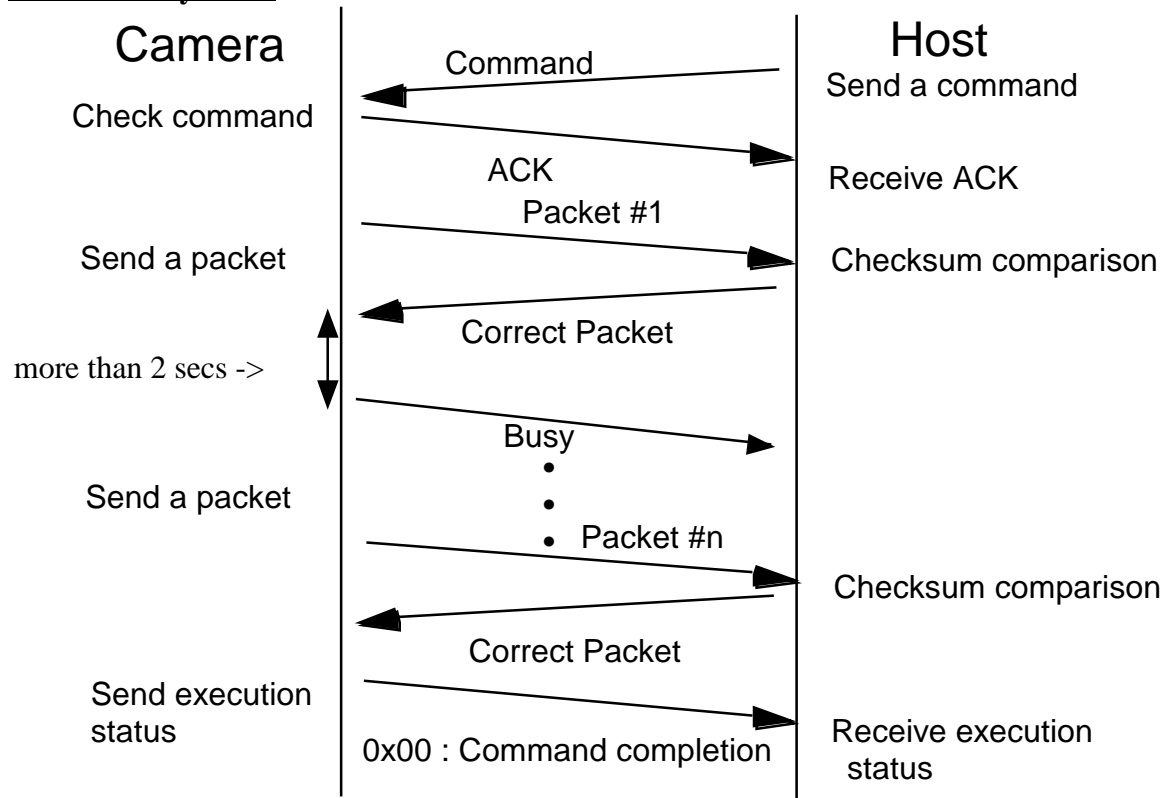 Camera
Host
Command
Send a command
Check command
ACK
Receive ACK
Packet #1
Send a packet
Checksum comparison
Correct Packet
more than 2 secs ->
Busy
Send a packet
Packet #n
Checksum comparison
Correct Packet
Send execution
status
0x00 : Command completion
Receive execution
status